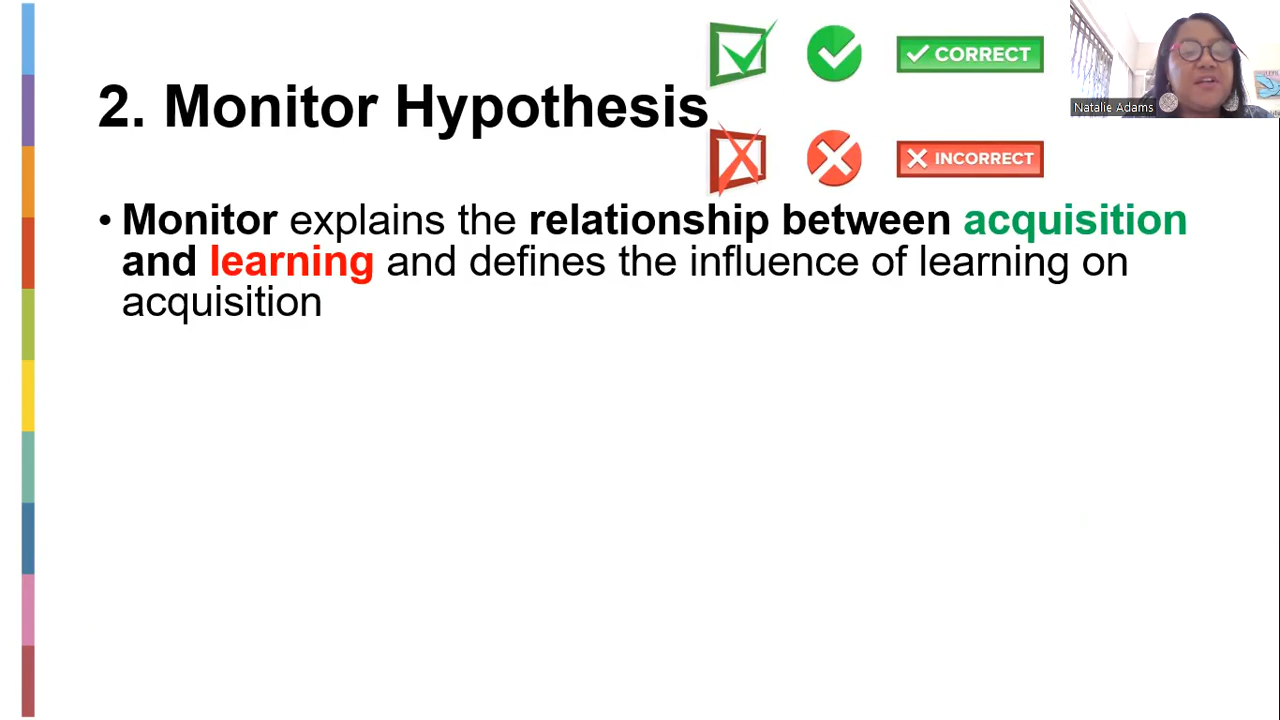 2. Monitor Hypothesis
CORRECT
INCORRECT
Natalie Adams
• Monitor explains the relationship between acquisition
and learning and defines the influence of learning on
acquisition